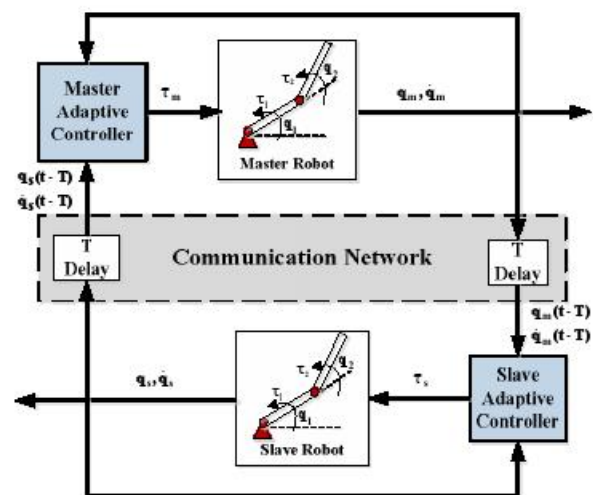 Master
Adaptive
Controller
τm
τ1
τ2
q2
q1
Master Robot
qm, q̇m
qs(t - T)
q̇s(t - T)
T
Delay
Communication Network
T
Delay
qm(t - T)
q̇m(t - T)
qs, q̇s
τ1
τ2
q2
q1
Slave Robot
τs
Slave
Adaptive
Controller